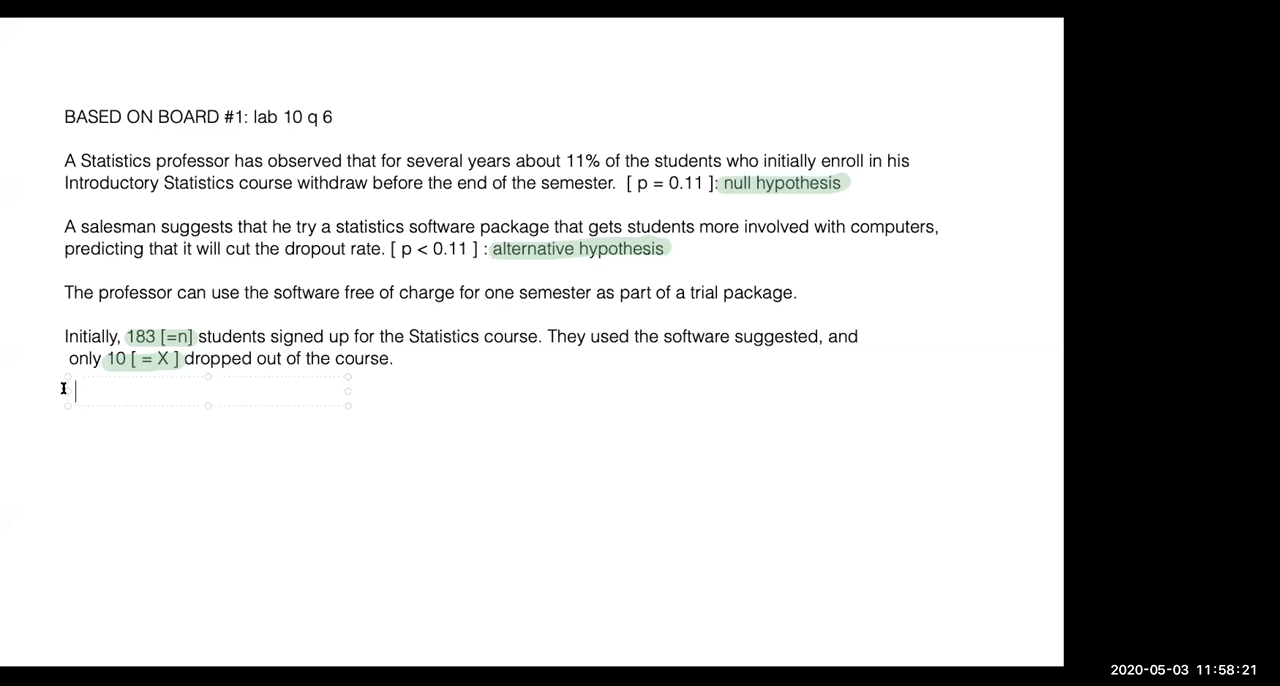 BASED ON BOARD #1: lab 10 q 6
A Statistics professor has observed that for several years about 11% of the students who initially enroll in his
Introductory Statistics course withdraw before the end of the semester. [ p = 0.11 ]: null hypothesis
A salesman suggests that he try a statistics software package that gets students more involved with computers,
predicting that it will cut the dropout rate. [ p < 0.11 ] : alternative hypothesis
The professor can use the software free of charge for one semester as part of a trial package.
Initially, 183 [=n] students signed up for the Statistics course. They used the software suggested, and
only 10 [ = X ] dropped out of the course.
2020-05-03 11:58:21